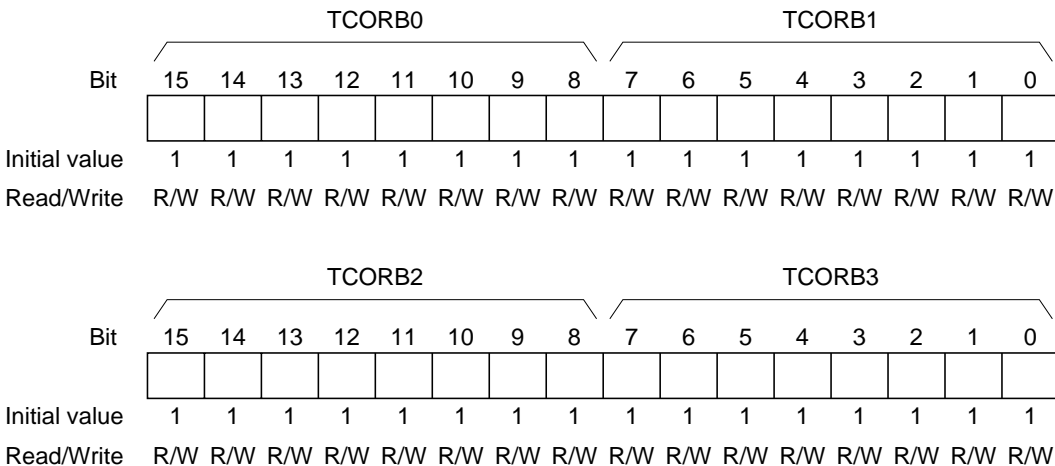 TCORB0 TCORB1
Bit 15 14 13 12 11 10 9 8 7 6 5 4 3 2 1 0
Initial value 1 1 1 1 1 1 1 1 1 1 1 1 1 1 1 1
Read/Write R/W R/W R/W R/W R/W R/W R/W R/W R/W R/W R/W R/W R/W R/W R/W R/W
TCORB2 TCORB3
Bit 15 14 13 12 11 10 9 8 7 6 5 4 3 2 1 0
Initial value 1 1 1 1 1 1 1 1 1 1 1 1 1 1 1 1
Read/Write R/W R/W R/W R/W R/W R/W R/W R/W R/W R/W R/W R/W R/W R/W R/W R/W